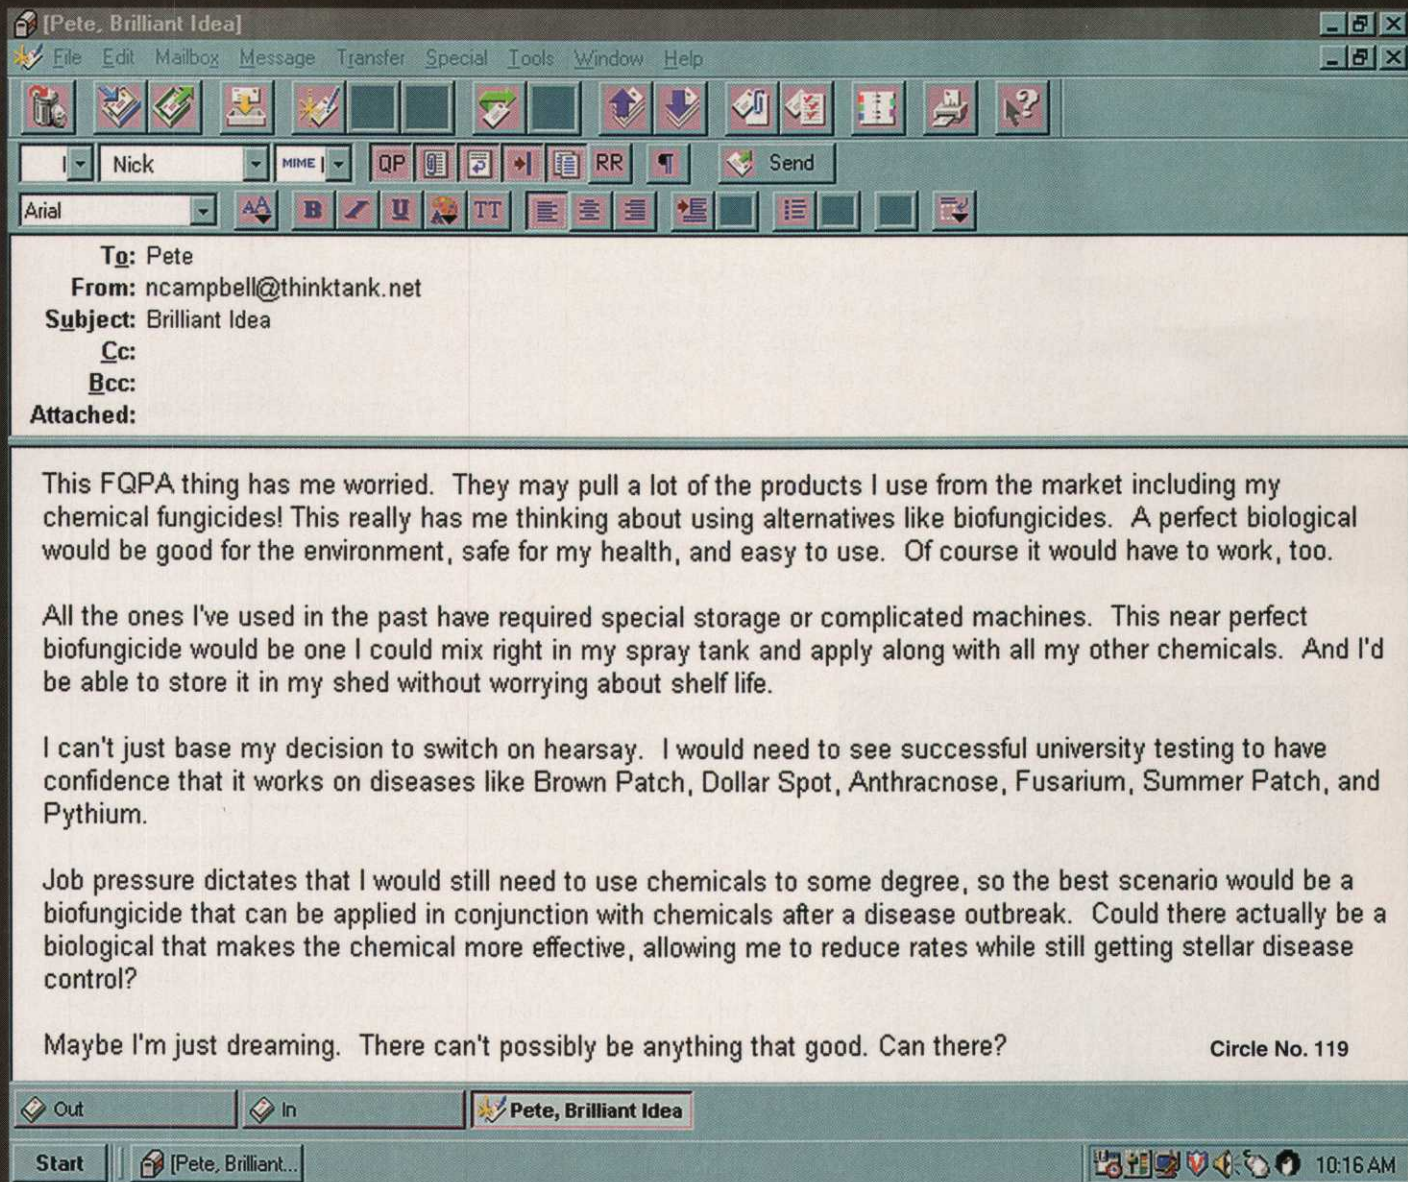 [Pete, Brilliant Idea]
File Edit Mailbox Message Transfer Special Tools Window Help
Nick MIME QP RR ¶ Send
Arial AA B I U A TT
To: Pete
From: ncampbell@thinktank.net
Subject: Brilliant Idea
Cc:
Bcc:
Attached:
This FQPA thing has me worried. They may pull a lot of the products I use from the market including my
chemical fungicides! This really has me thinking about using alternatives like biofungicides. A perfect biological
would be good for the environment, safe for my health, and easy to use. Of course it would have to work, too.
All the ones I've used in the past have required special storage or complicated machines. This near perfect
biofungicide would be one I could mix right in my spray tank and apply along with all my other chemicals. And I'd
be able to store it in my shed without worrying about shelf life.
I can't just base my decision to switch on hearsay. I would need to see successful university testing to have
confidence that it works on diseases like Brown Patch, Dollar Spot, Anthracnose, Fusarium, Summer Patch, and
Pythium.
Job pressure dictates that I would still need to use chemicals to some degree, so the best scenario would be a
biofungicide that can be applied in conjunction with chemicals after a disease outbreak. Could there actually be a
biological that makes the chemical more effective, allowing me to reduce rates while still getting stellar disease
control?
Maybe I'm just dreaming. There can't possibly be anything that good. Can there?
Circle No. 119
Out In Pete, Brilliant Idea
Start [Pete, Brilliant... 10:16 AM